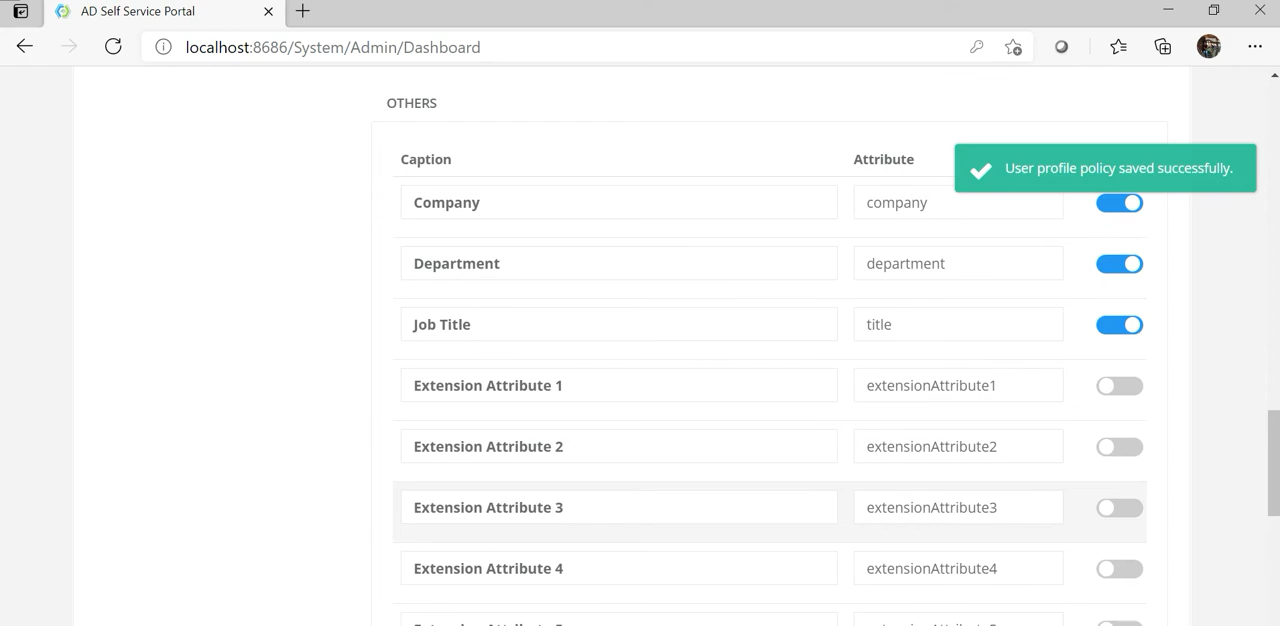 AD Self Service Portal
localhost:8686/System/Admin/Dashboard
OTHERS
Caption Attribute
User profile policy saved successfully.
Company company
Department department
Job Title title
Extension Attribute 1 extensionAttribute1
Extension Attribute 2 extensionAttribute2
Extension Attribute 3 extensionAttribute3
Extension Attribute 4 extensionAttribute4